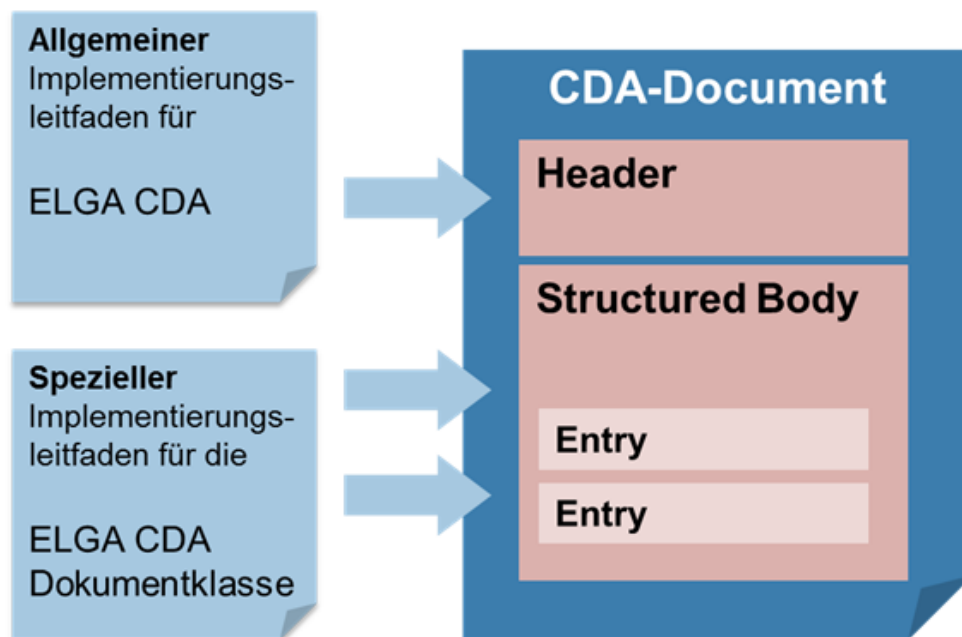 Allgemeiner
Implementierungs-
leitfaden für
ELGA CDA
Spezieller
Implementierungs-
leitfaden für die
ELGA CDA
Dokumentklasse
CDA-Document
Header
Structured Body
Entry
Entry